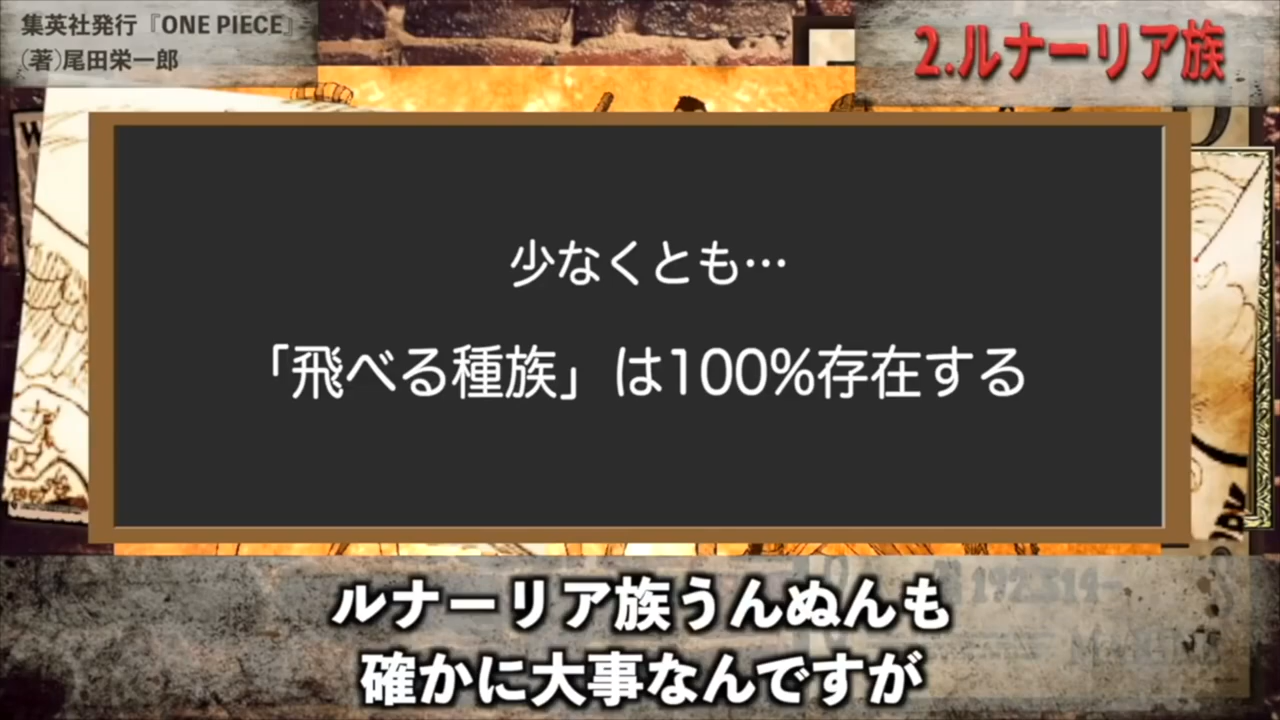 集英社発行『ONE PIECE』
(著)尾田栄一郎
2.ルナーリア族
少なくとも…
「飛べる種族」は100%存在する
ルナーリア族うんぬんも
確かに大事なんですが